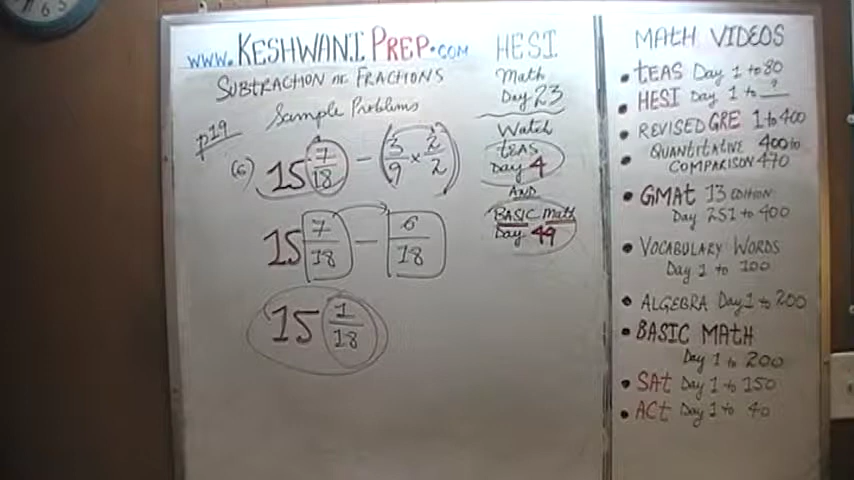 www.KESHWANI PREP.com
SUBTRACTION OF FRACTIONS
Sample Problems
p19
(6) 15 7/18 - (3/9 × 2/2)
15 7/18 - 6/18
15 1/18
HESI
Math
Day 23
Watch
TEAS
Day 4
AND
BASIC Math
Day 49
MATH VIDEOS
• TEAS Day 1 to 80
• HESI Day 1 to ?
• REVISED GRE 1 to 400
• QUANTITATIVE 400 to
COMPARISON 470
• GMAT 13 EDITION
Day 251 to 400
• VOCABULARY WORDS
Day 1 to 100
• ALGEBRA Day 1 to 200
• BASIC MATH
Day 1 to 200
• SAT Day 1 to 150
• ACT Day 1 to 40
6 5